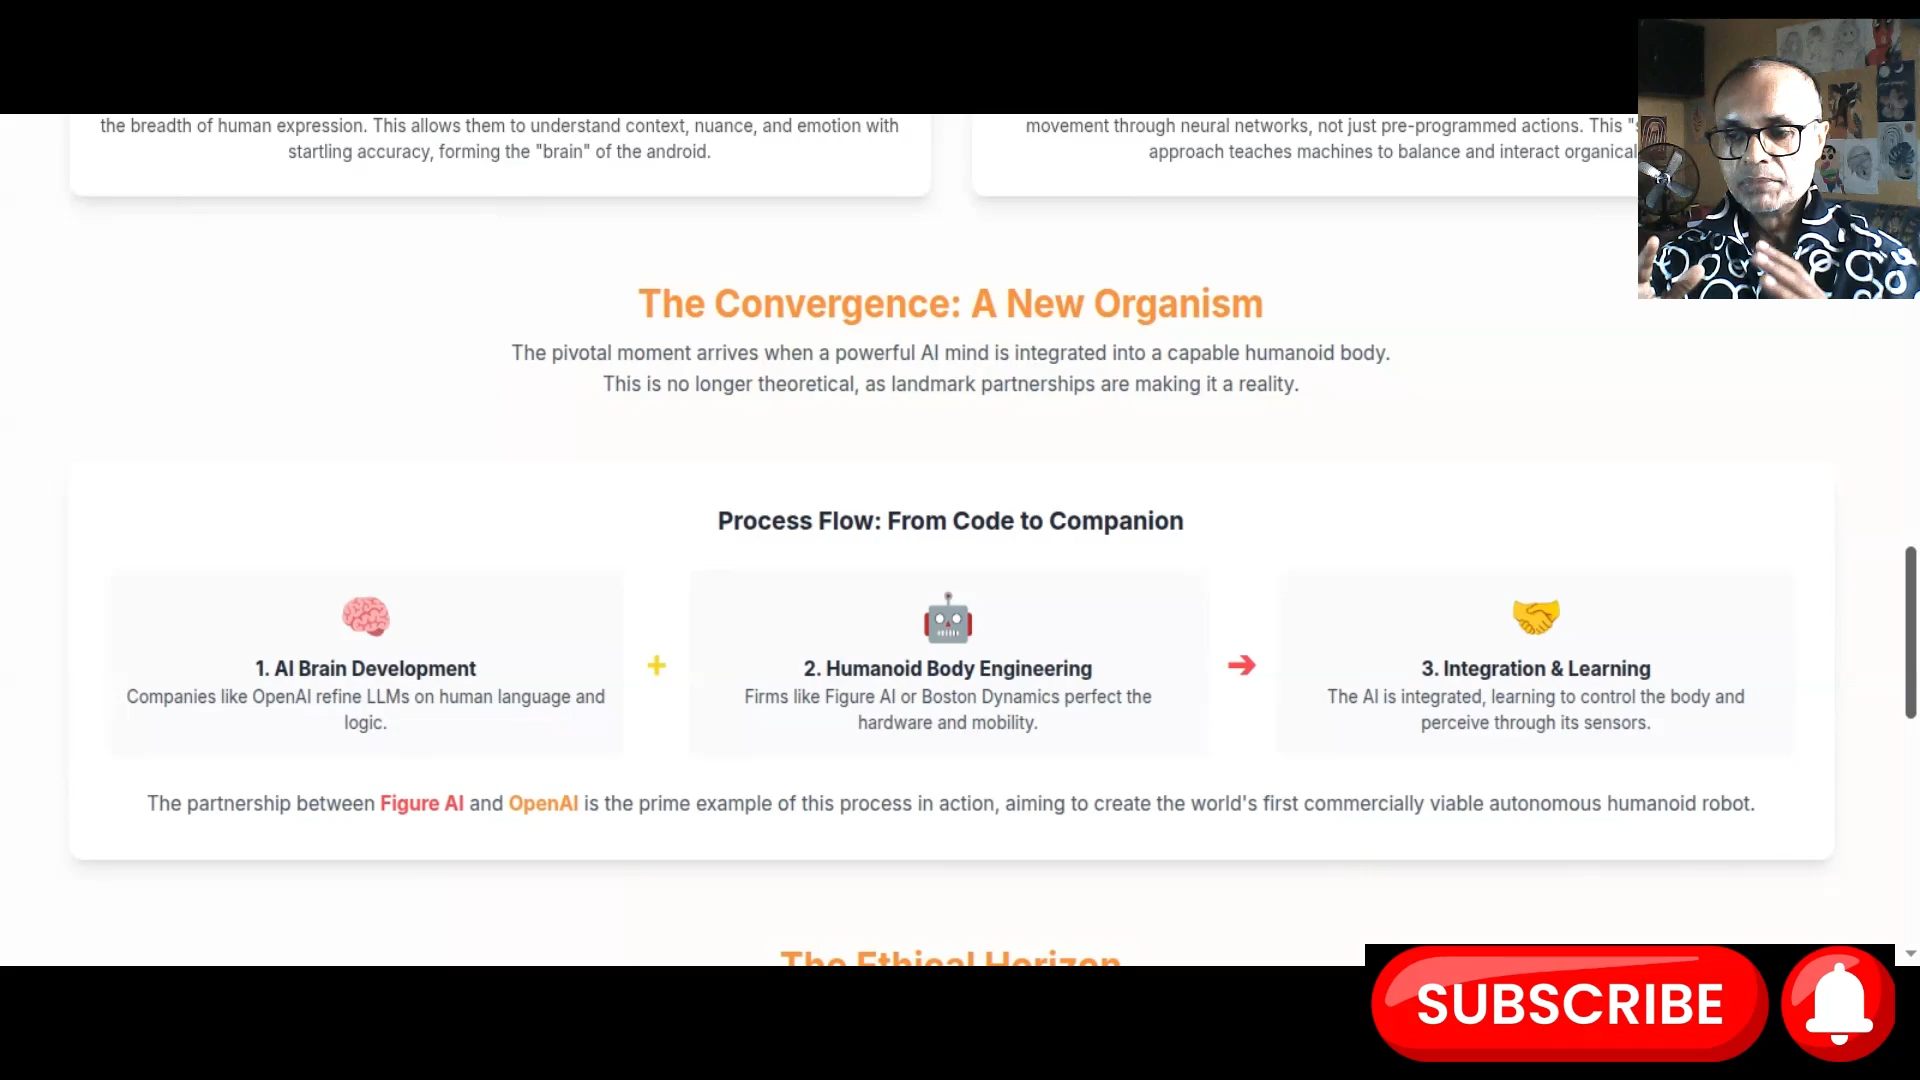 the breadth of human expression. This allows them to understand context, nuance, and emotion with
startling accuracy, forming the "brain" of the android.
movement through neural networks, not just pre-programmed actions. This "
approach teaches machines to balance and interact
The Convergence: A New Organism
The pivotal moment arrives when a powerful AI mind is integrated into a capable humanoid body.
This is no longer theoretical, as landmark partnerships are making it a reality.
Process Flow: From Code to Companion
1. AI Brain Development
Companies like OpenAI refine LLMs on human language and
logic.
+
2. Humanoid Body Engineering
Firms like Figure AI or Boston Dynamics perfect the
hardware and mobility.
➔
3. Integration & Learning
The AI is integrated, learning to control the body and
perceive through its sensors.
The partnership between Figure AI and OpenAI is the prime example of this process in action, aiming to create the world's first commercially viable autonomous humanoid robot.
The Ethical Horizon
SUBSCRIBE